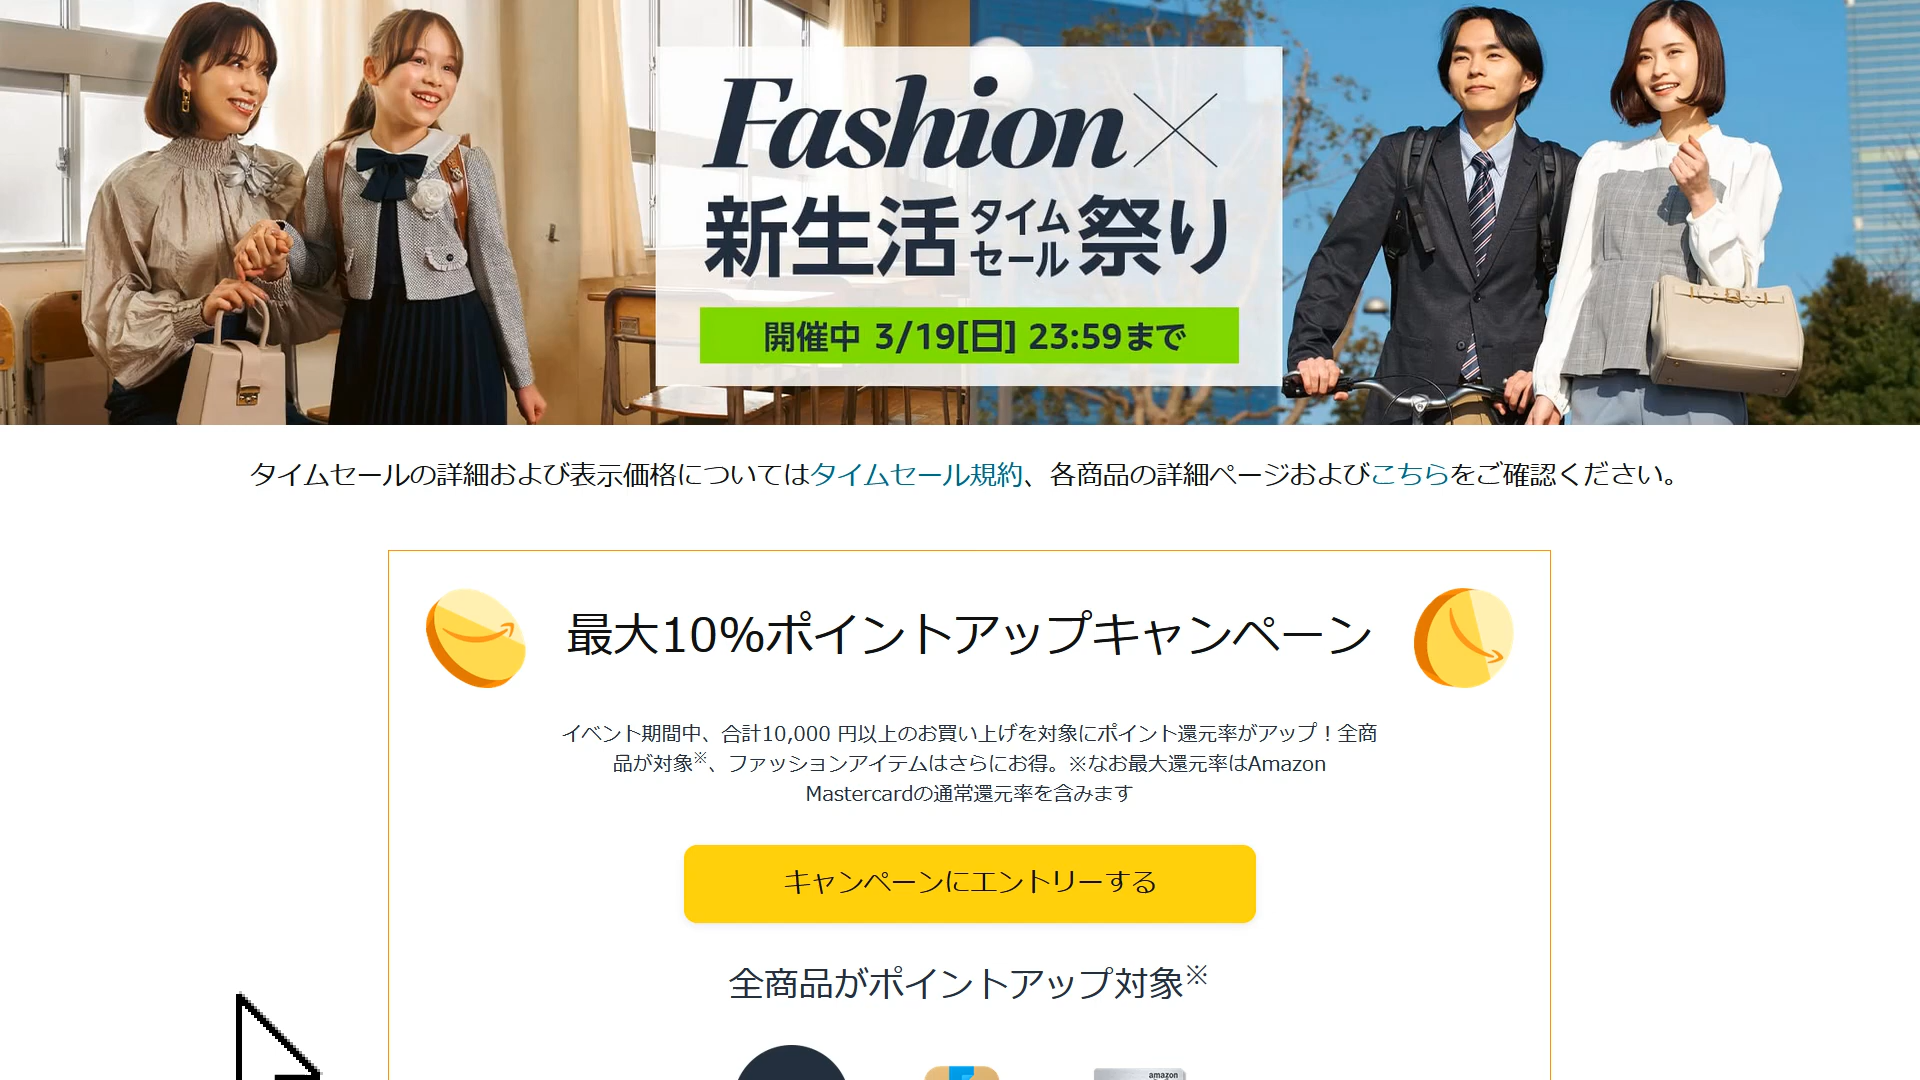 Fashion×
新生活タイムセール祭り
開催中 3/19[日] 23:59まで
タイムセールの詳細および表示価格についてはタイムセール規約、各商品の詳細ページおよびこちらをご確認ください。
最大10%ポイントアップキャンペーン
イベント期間中、合計10,000 円以上のお買い上げを対象にポイント還元率がアップ！全商
品が対象※、ファッションアイテムはさらにお得。※なお最大還元率はAmazon
Mastercardの通常還元率を含みます
キャンペーンにエントリーする
全商品がポイントアップ対象※
amazon